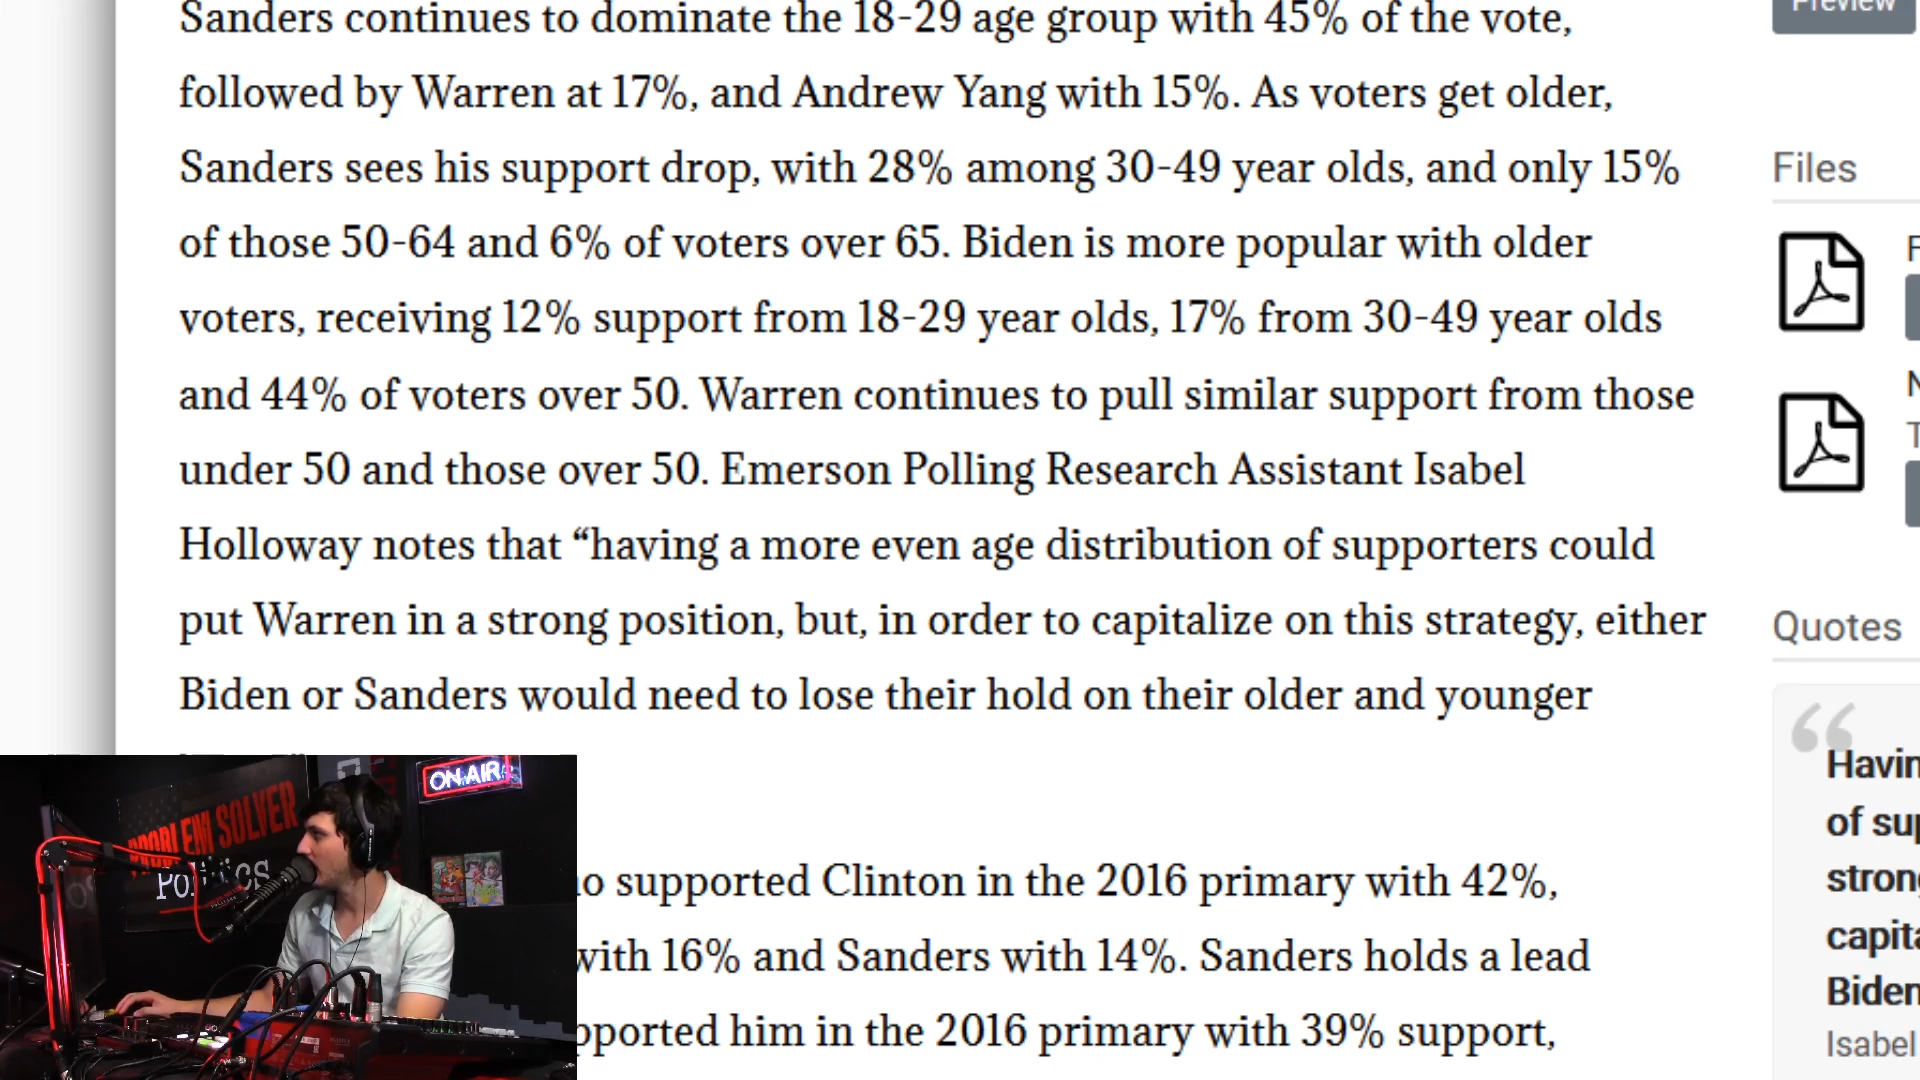 Sanders continues to dominate the 18-29 age group with 45% of the vote,
followed by Warren at 17%, and Andrew Yang with 15%. As voters get older,
Sanders sees his support drop, with 28% among 30-49 year olds, and only 15%
of those 50-64 and 6% of voters over 65. Biden is more popular with older
voters, receiving 12% support from 18-29 year olds, 17% from 30-49 year olds
and 44% of voters over 50. Warren continues to pull similar support from those
under 50 and those over 50. Emerson Polling Research Assistant Isabel
Holloway notes that “having a more even age distribution of supporters could
put Warren in a strong position, but, in order to capitalize on this strategy, either
Biden or Sanders would need to lose their hold on their older and younger
supported Clinton in the 2016 primary with 42%,
with 16% and Sanders with 14%. Sanders holds a lead
him in the 2016 primary with 39% support,
Preview
Files
Quotes
“
of
Biden
Isabel
ON AIR
PROBLEM SOLVER